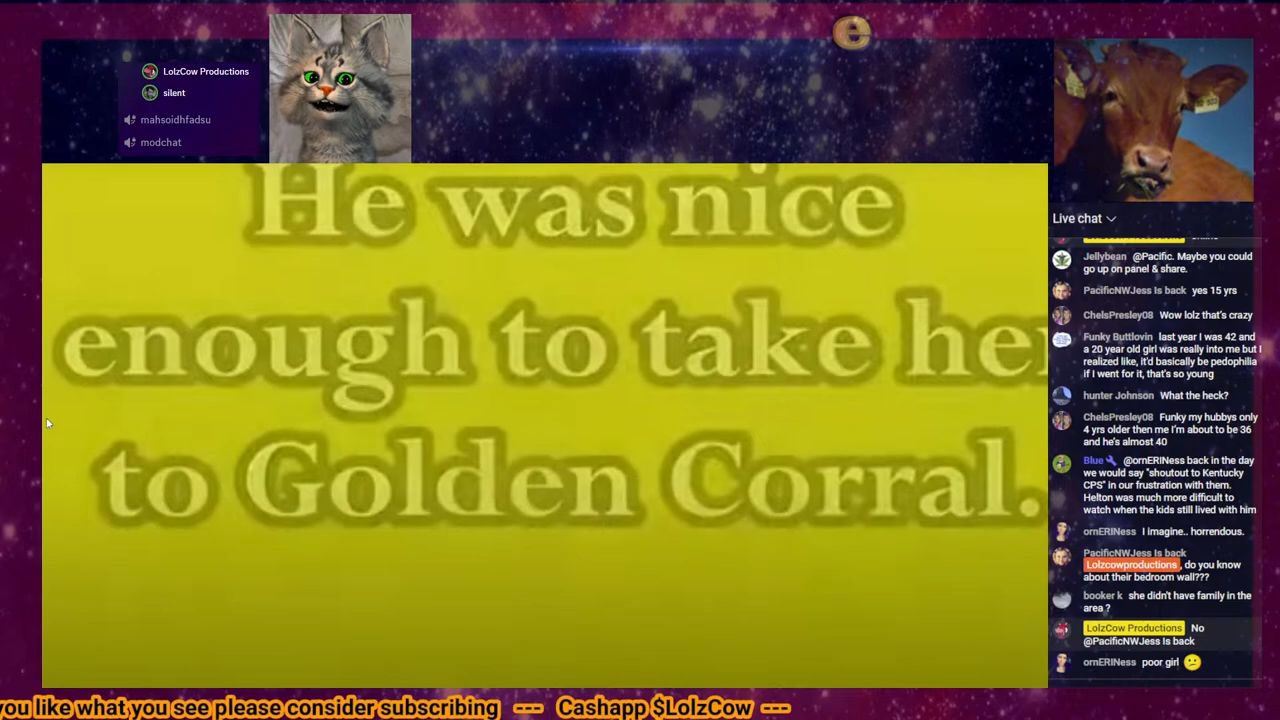 e
LolzCow Productions
silent
mahsoidhfadsu
modchat
He was nice
enough to take her
to Golden Corral.
Live chat
Jellybean @Pacific. Maybe you could
go up on panel & share.
PacificNWJess Is back yes 15 yrs
ChelsPresley08 Wow lolz that's crazy
Funky Buttlovin last year I was 42 and
a 20 year old girl was really into me but I
realized like, it'd basically be pedophilia
if I went for it, that's so young
hunter Johnson What the heck?
ChelsPresley08 Funky my hubbys only
4 yrs older then me I'm about to be 36
and he's almost 40
Blue @ornERINess back in the day
we would say "shoutout to Kentucky
CPS" in our frustration with them.
Helton was much more difficult to
watch when the kids still lived with him
ornERINess I imagine.. horrendous.
PacificNWJess Is back
Lolzcowproductions, do you know
about their bedroom wall???
booker k she didn't have family in the
area ?
LolzCow Productions No
@PacificNWJess Is back
ornERINess poor girl
you like what you see please consider subscribing --- Cashapp $LolzCow ---